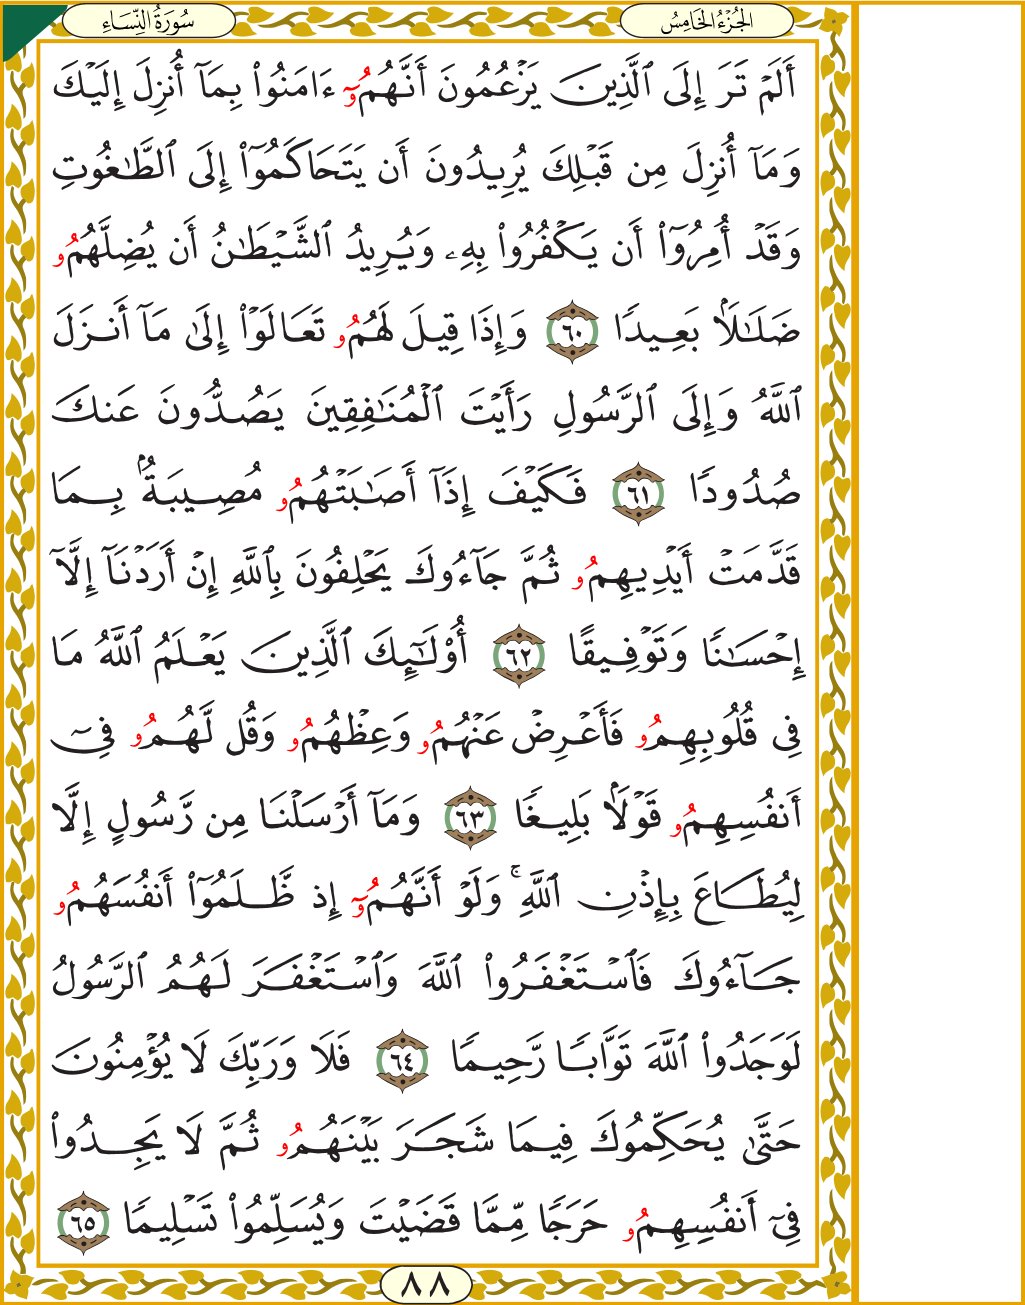 الجُزْءُ الخَامِسُ
سُورَةُ النِّسَاءِ
أَلَمْ تَرَ إِلَى ٱلَّذِينَ يَزْعُمُونَ أَنَّهُمُۥٓ ءَامَنُوا۟ بِمَآ أُنزِلَ إِلَيْكَ
وَمَآ أُنزِلَ مِن قَبْلِكَ يُرِيدُونَ أَن يَتَحَاكَمُوٓا۟ إِلَى ٱلطَّـٰغُوتِ
وَقَدْ أُمِرُوٓا۟ أَن يَكْفُرُوا۟ بِهِۦ وَيُرِيدُ ٱلشَّيْطَـٰنُ أَن يُضِلَّهُمُۥ
ضَلَـٰلَۢا بَعِيدًا ٦٠ وَإِذَا قِيلَ لَهُمُۥ تَعَالَوْا۟ إِلَىٰ مَآ أَنزَلَ
ٱللَّهُ وَإِلَى ٱلرَّسُولِ رَأَيْتَ ٱلْمُنَـٰفِقِينَ يَصُدُّونَ عَنكَ
صُدُودًا ٦١ فَكَيْفَ إِذَآ أَصَـٰبَتْهُمُۥ مُصِيبَةُۢ بِمَا
قَدَّمَتْ أَيْدِيهِمُۥ ثُمَّ جَآءُوكَ يَحْلِفُونَ بِٱللَّهِ إِنْ أَرَدْنَآ إِلَّآ
إِحْسَـٰنًا وَتَوْفِيقًا ٦٢ أُو۟لَـٰٓئِكَ ٱلَّذِينَ يَعْلَمُ ٱللَّهُ مَا
فِى قُلُوبِهِمُۥ فَأَعْرِضْ عَنْهُمُۥ وَعِظْهُمُۥ وَقُل لَّهُمُۥ فِىٓ
أَنفُسِهِمُۥ قَوْلَۢا بَلِيغًا ٦٣ وَمَآ أَرْسَلْنَا مِن رَّسُولٍ إِلَّا
لِيُطَاعَ بِإِذْنِ ٱللَّهِ ۚ وَلَوْ أَنَّهُمُۥٓ إِذ ظَّلَمُوٓا۟ أَنفُسَهُمُۥ
جَآءُوكَ فَٱسْتَغْفَرُوا۟ ٱللَّهَ وَٱسْتَغْفَرَ لَهُمُ ٱلرَّسُولُ
لَوَجَدُوا۟ ٱللَّهَ تَوَّابًا رَّحِيمًا ٦٤ فَلَا وَرَبِّكَ لَا يُؤْمِنُونَ
حَتَّىٰ يُحَكِّمُوكَ فِيمَا شَجَرَ بَيْنَهُمُۥ ثُمَّ لَا يَجِدُوا۟
فِىٓ أَنفُسِهِمُۥ حَرَجًا مِّمَّا قَضَيْتَ وَيُسَلِّمُوا۟ تَسْلِيمًا ٦٥
٨٨